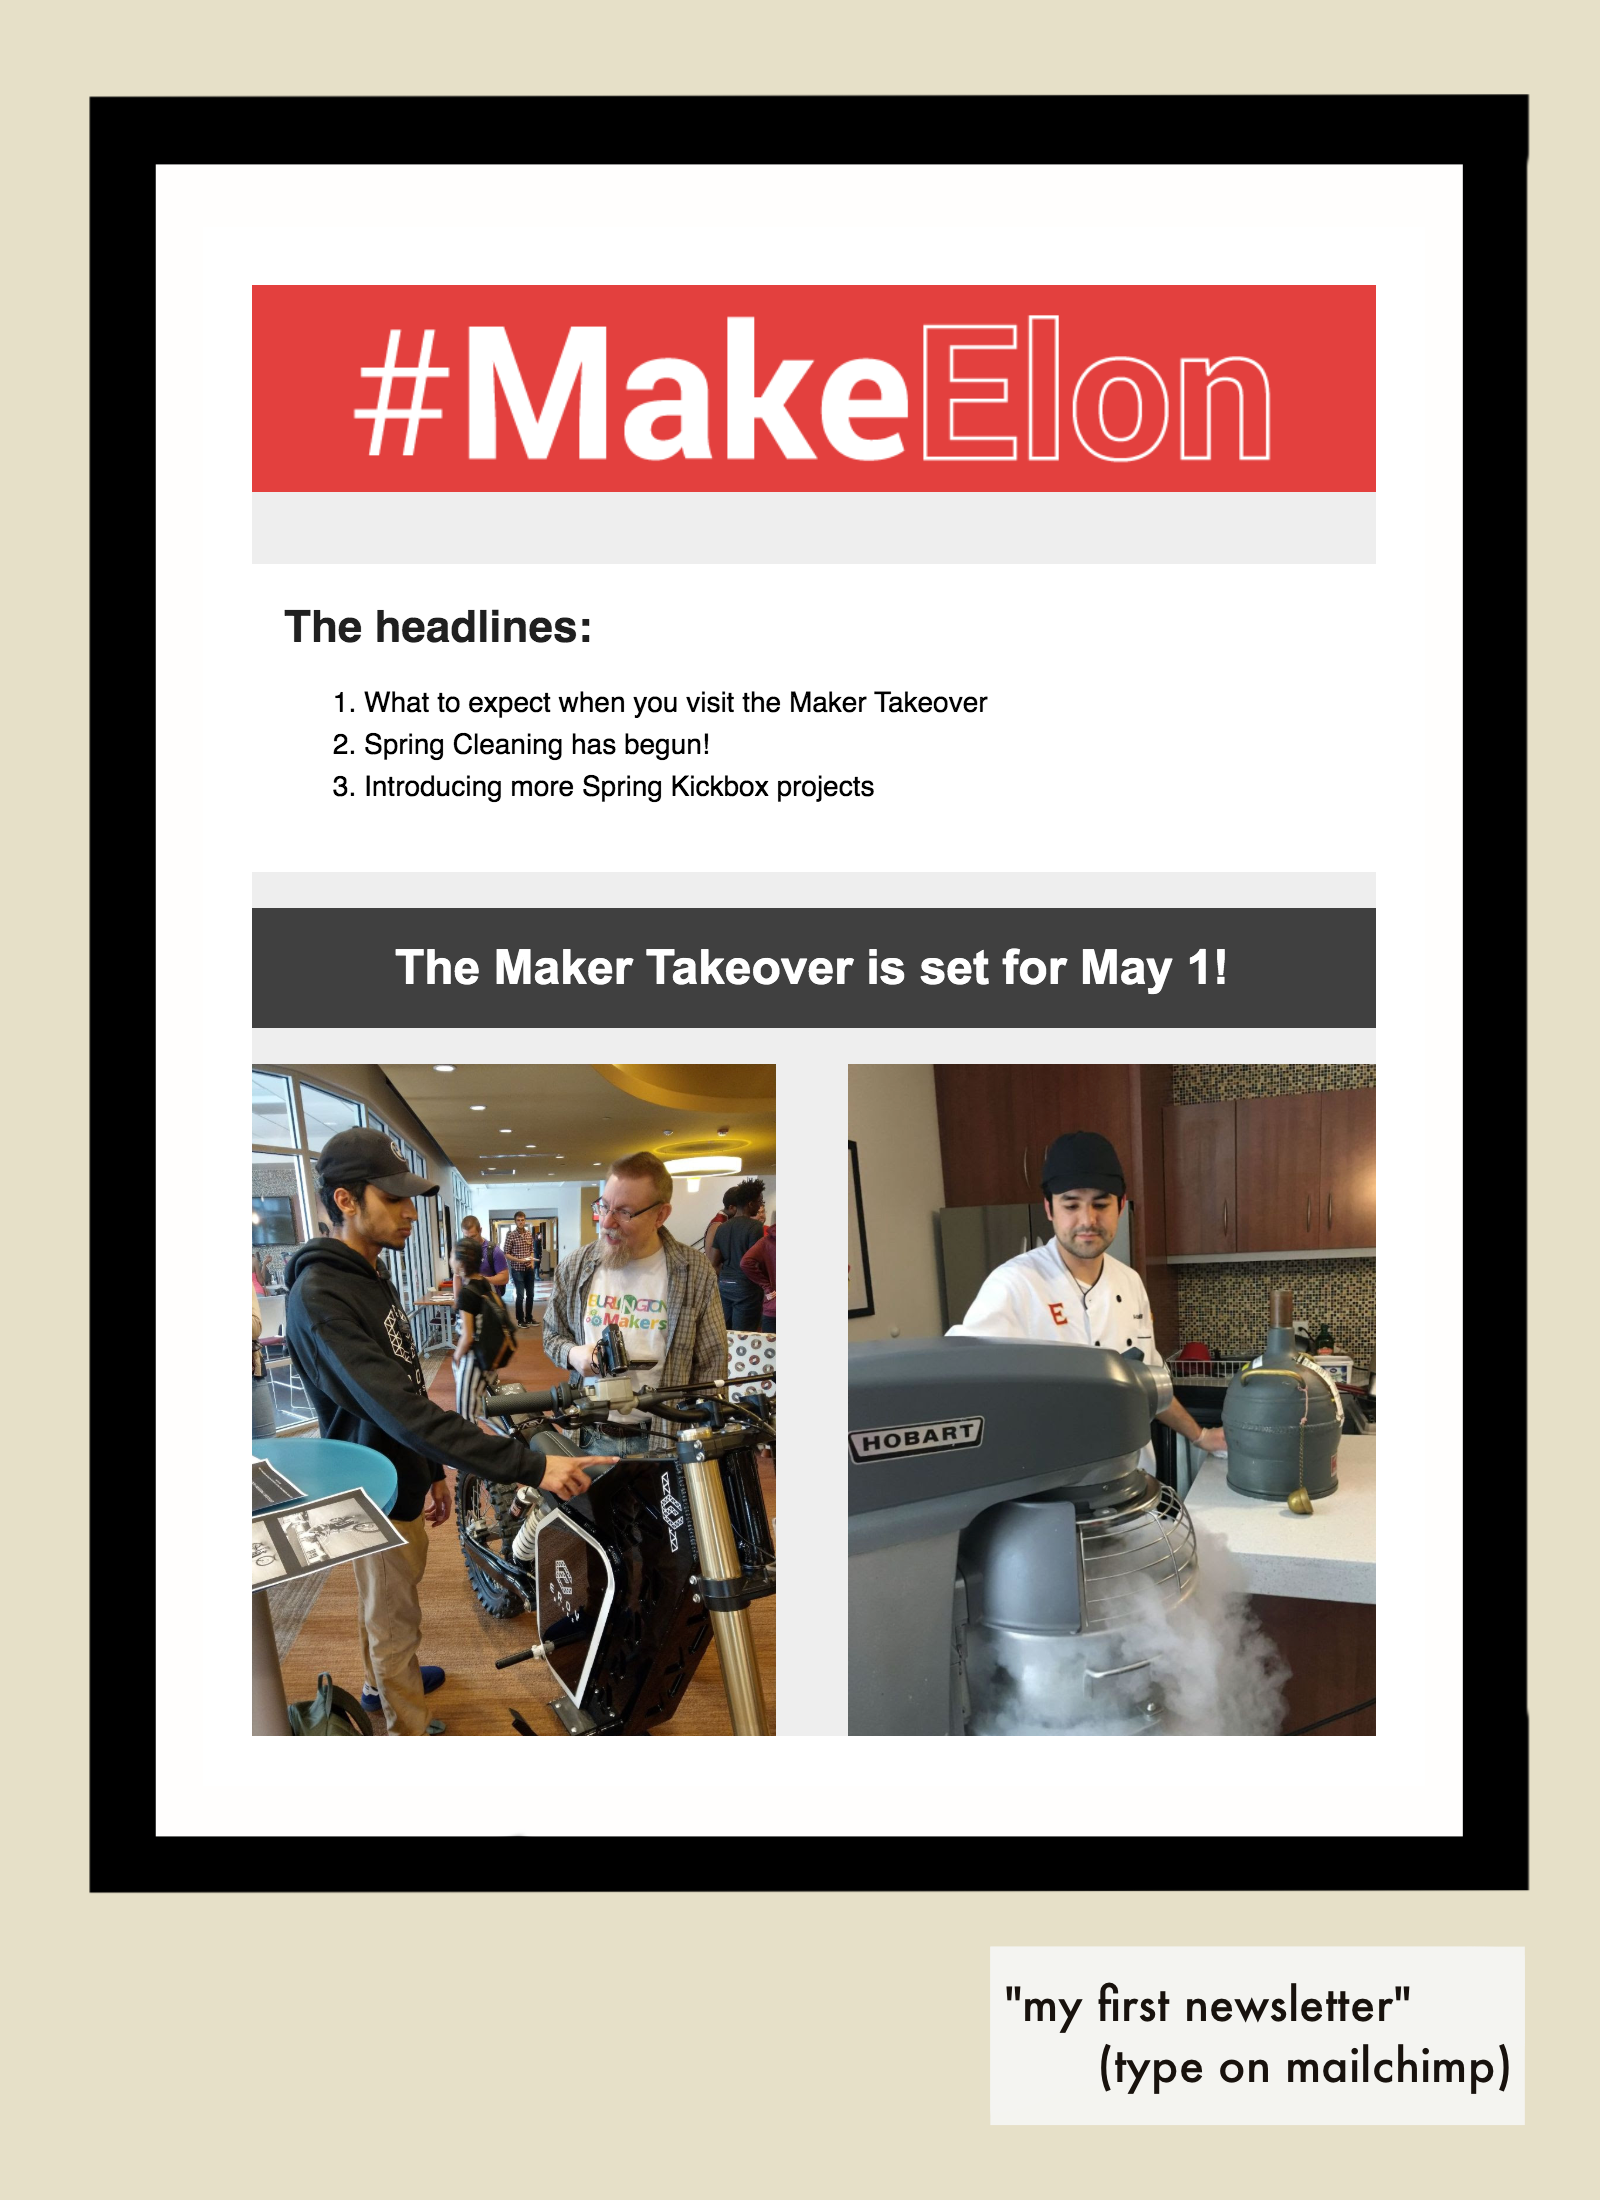 #MakeElon
The headlines:
1. What to expect when you visit the Maker Takeover
2. Spring Cleaning has begun!
3. Introducing more Spring Kickbox projects
The Maker Takeover is set for May 1!
BURLINGTON
Makers
E
HOBART
"my first newsletter"
(type on mailchimp)